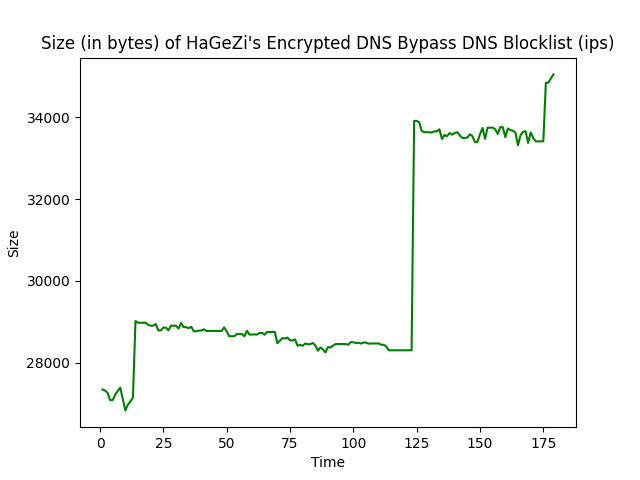 Size (in bytes) of HaGeZi's Encrypted DNS Bypass DNS Blocklist (ips)
34000
32000
30000
28000
Size
0 25 50 75 100 125 150 175
Time